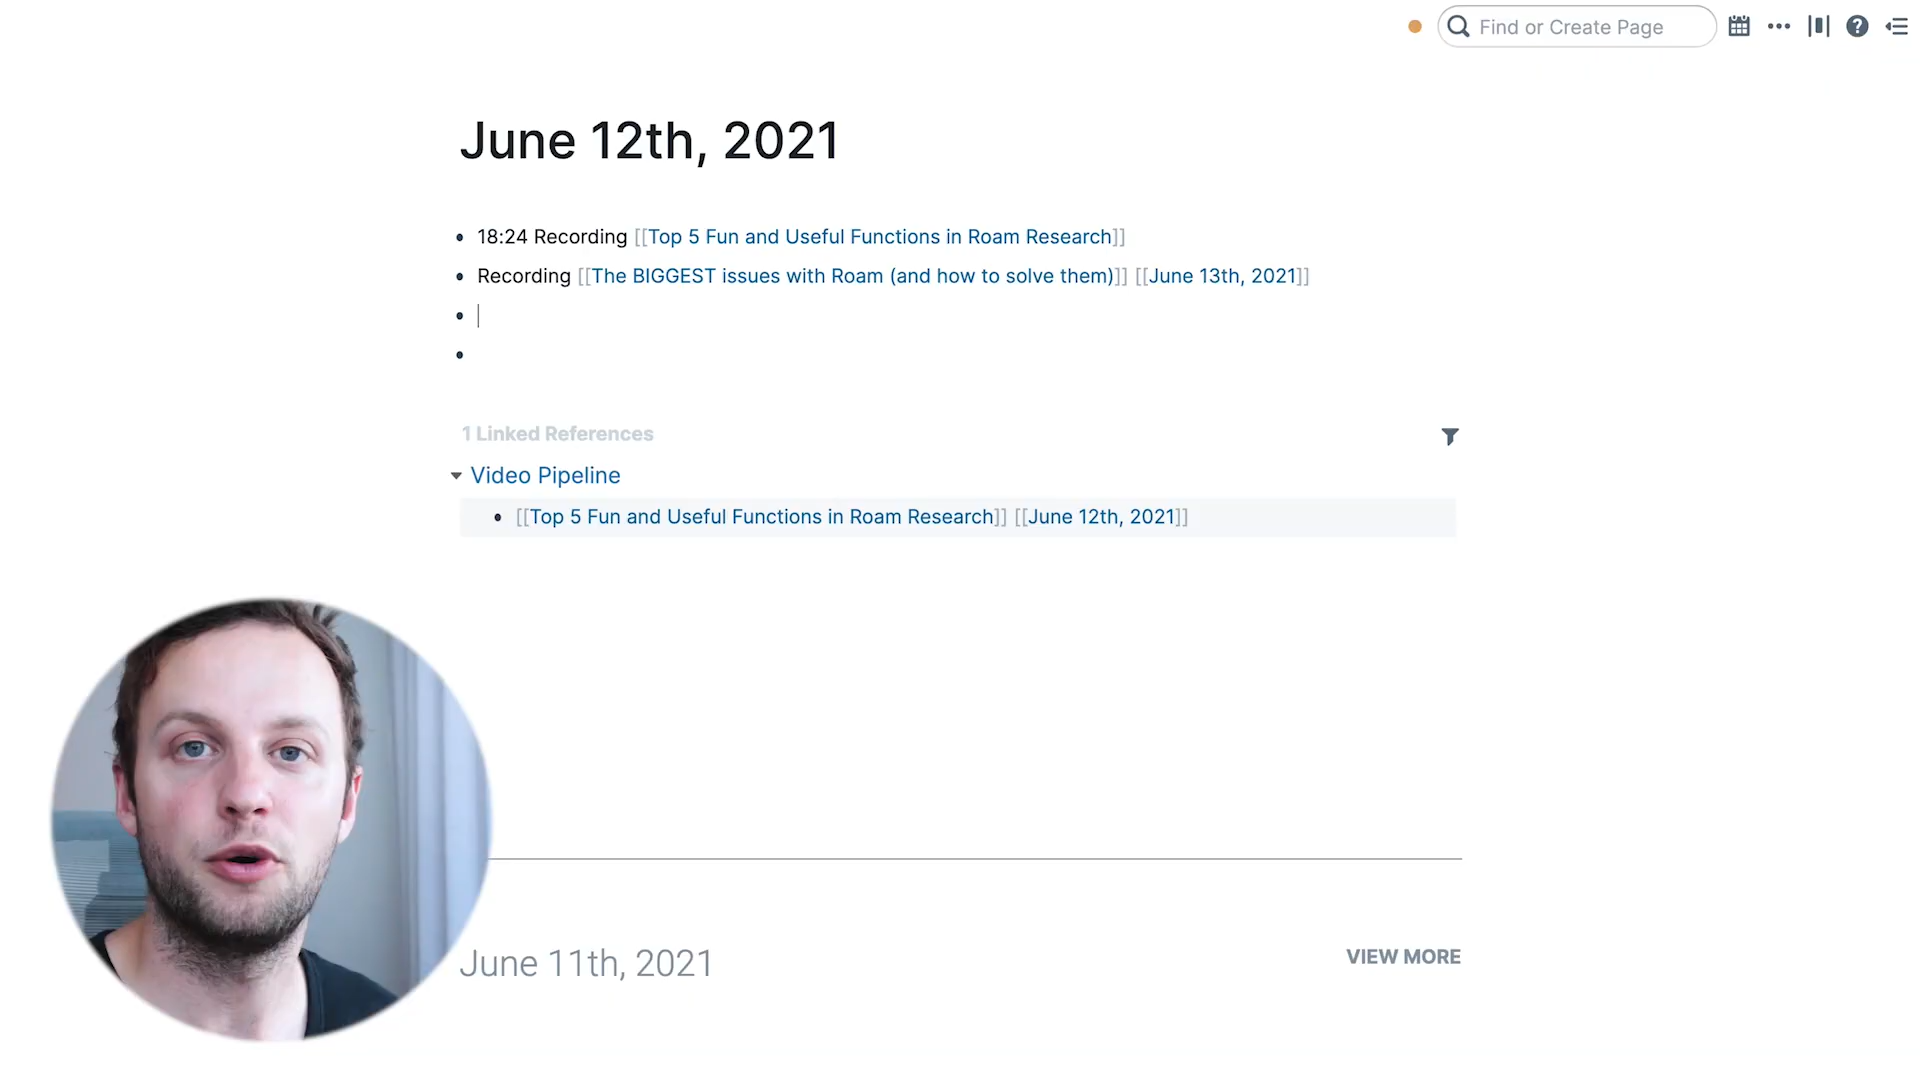 Find or Create Page
June 12th, 2021
18:24 Recording [[Top 5 Fun and Useful Functions in Roam Research]]
Recording [[The BIGGEST issues with Roam (and how to solve them)]] [[June 13th, 2021]]
1 Linked References
Video Pipeline
[[Top 5 Fun and Useful Functions in Roam Research]] [[June 12th, 2021]]
June 11th, 2021
VIEW MORE